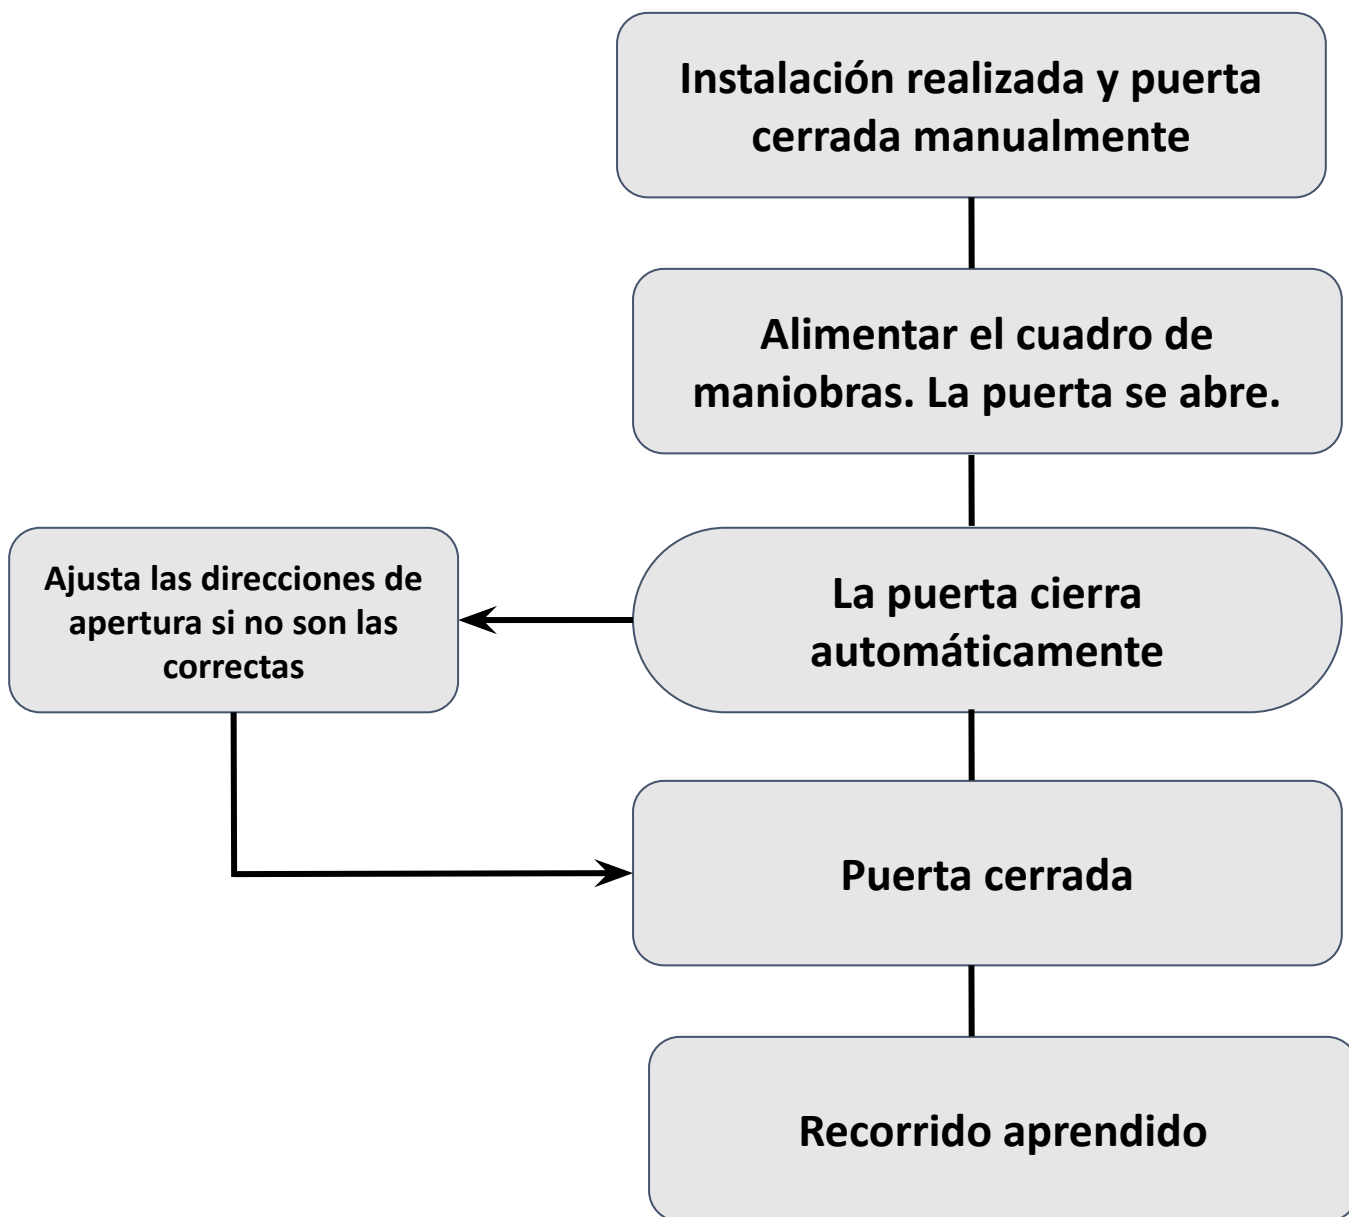 Instalación realizada y puerta
cerrada manualmente
Alimentar el cuadro de
maniobras. La puerta se abre.
Ajusta las direcciones de
apertura si no son las
correctas
La puerta cierra
automáticamente
Puerta cerrada
Recorrido aprendido